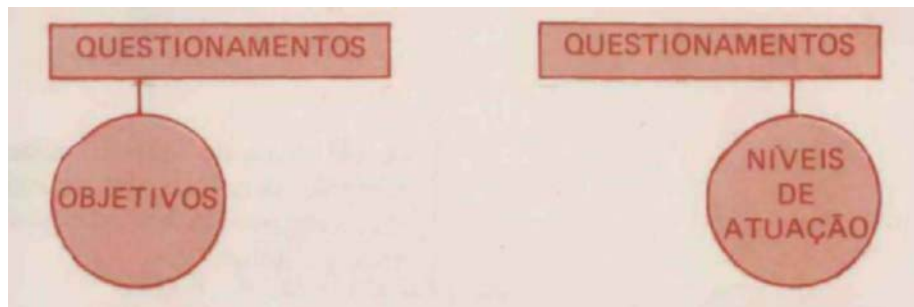 QUESTIONAMENTOS
OBJETIVOS
QUESTIONAMENTOS
NÍVEIS
DE
ATUAÇÃO